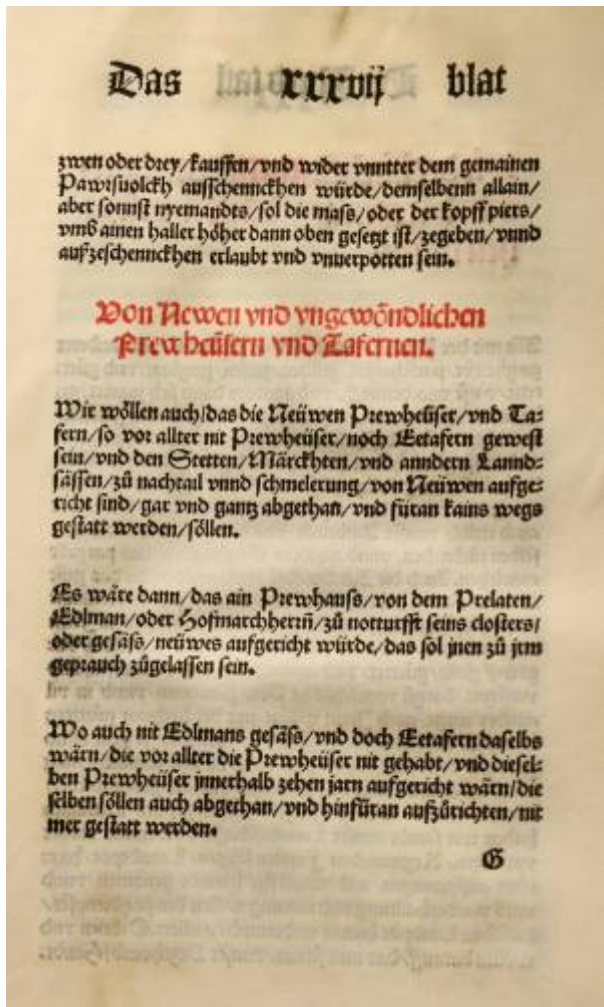 Das xxxvij blat
zwen oder drey/kauffen/vnd wider vnntter dem gemainen
Pawrsuolckh ausschennckhen würde/demselbenn allain/
aber sonnst nyemandts/sol die mass/oder der kopff piers/
vmb ainen haller höher dann oben gesetzt ist/zegeben/vnnd
aufzeschennckhen erlaubt vnd vnuerpotten sein.
Von Newen vnd vngewöndlichen
Prewheüsern vnd Tafernen.
Wir wöllen auch/das die Neüwen Prewheüser/vnd Ta-
fern/so vor allter nit Prewheüser/noch Eetafern gewest
sein/vnd den Stetten/Märckhten/vnd anndern Lannd-
sässen/zů nachtail vnnd schmelerung/von Neüwen aufge-
richt sind/gar vnd gantz abgethan/vnd füran kains wegs
gestatt werden/söllen.
Es wäre dann/das ain Prewhauss/von dem Prelaten/
Edlman/oder Hofmarchherrn̄/zů notturfft seins closters/
oder gesäss/neüwes aufgericht würde/das sol jnen zů jrm
geprauch zůgelassen sein.
Wo auch nit Edlmans gesäss/vnd doch Eetafern daselbs
wärn/die vor allter die Prewheüser nit gehabt/vnd diesel-
ben Prewheüser jnnerhalb zehen jarn aufgericht wärn/die
selben söllen auch abgethan/vnd hinfüran aufzůrichten/nit
mer gestatt werden.
G